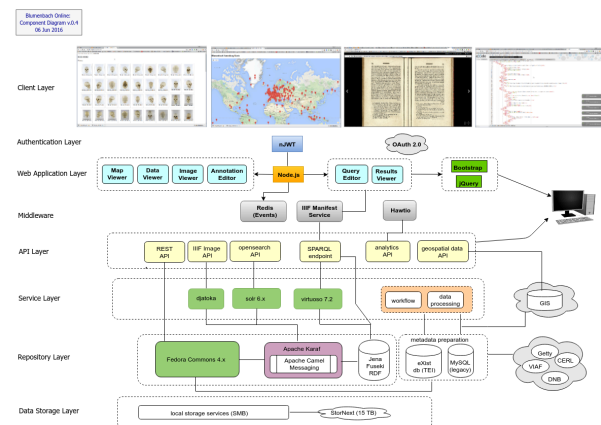 Blumenbach Online:
Component Diagram v.0.4
06 Jun 2016
Client Layer
Authentication Layer
nJWT
OAuth 2.0
Web Application Layer
Map
Viewer
Data
Viewer
Image
Viewer
Annotation
Editor
Node.js
Query
Editor
Results
Viewer
Bootstrap
jQuery
Middleware
Redis
(Events)
IIIF Manifest
Service
Hawtio
API Layer
REST
API
IIIF Image
API
opensearch
API
SPARQL
endpoint
analytics
API
geospatial data
API
Service Layer
djatoka
solr 6.x
virtuoso 7.2
workflow
data
processing
GIS
Repository Layer
Fedora Commons 4.x
Apache Karaf
Apache Camel
Messaging
Jena
Fuseki
RDF
metadata preparation
eXist
db (TEI)
MySQL
(legacy)
Getty
CERL
VIAF
DNB
Data Storage Layer
local storage services (SMB)
StorNext (15 TB)